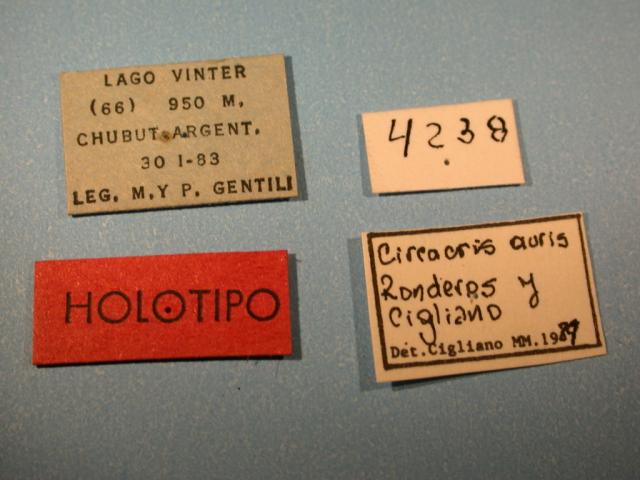 LAGO VINTER
(66) 950 M,
CHUBUT-ARGENT.
30 I-83
LEG. M.Y P. GENTILI
4238
HOLOTIPO
Circacris auris
Ronderos y
Cigliano
Det.Cigliano MM.1989